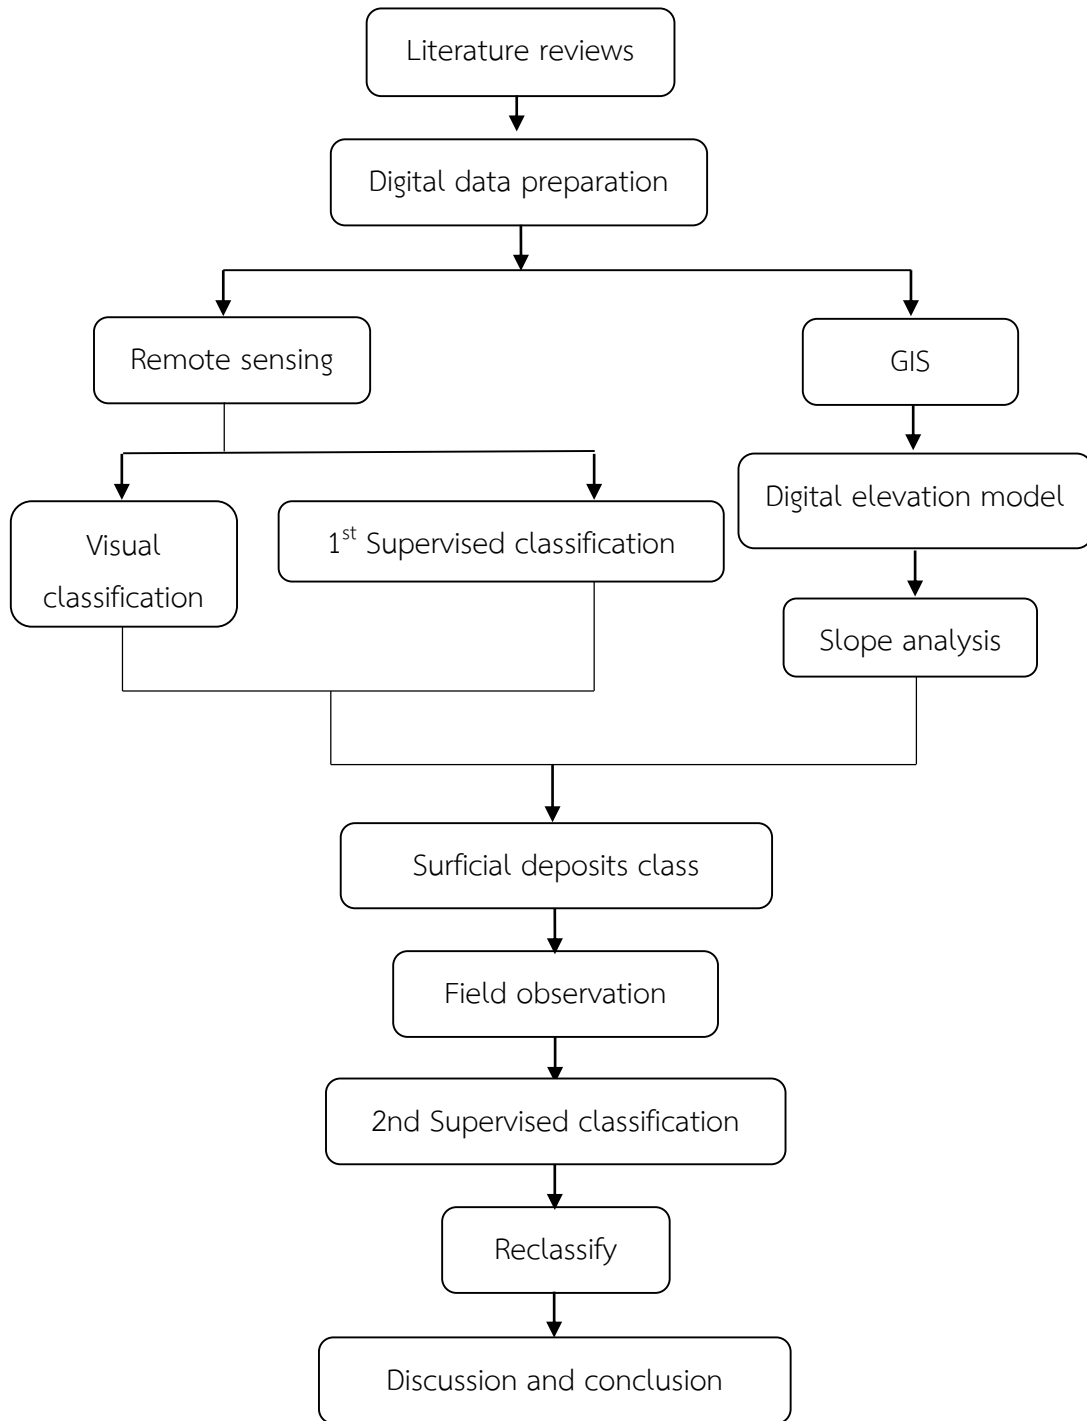 Literature reviews
Digital data preparation
Remote sensing
GIS
Digital elevation model
Visual
classification
1st Supervised classification
Slope analysis
Surficial deposits class
Field observation
2nd Supervised classification
Reclassify
Discussion and conclusion